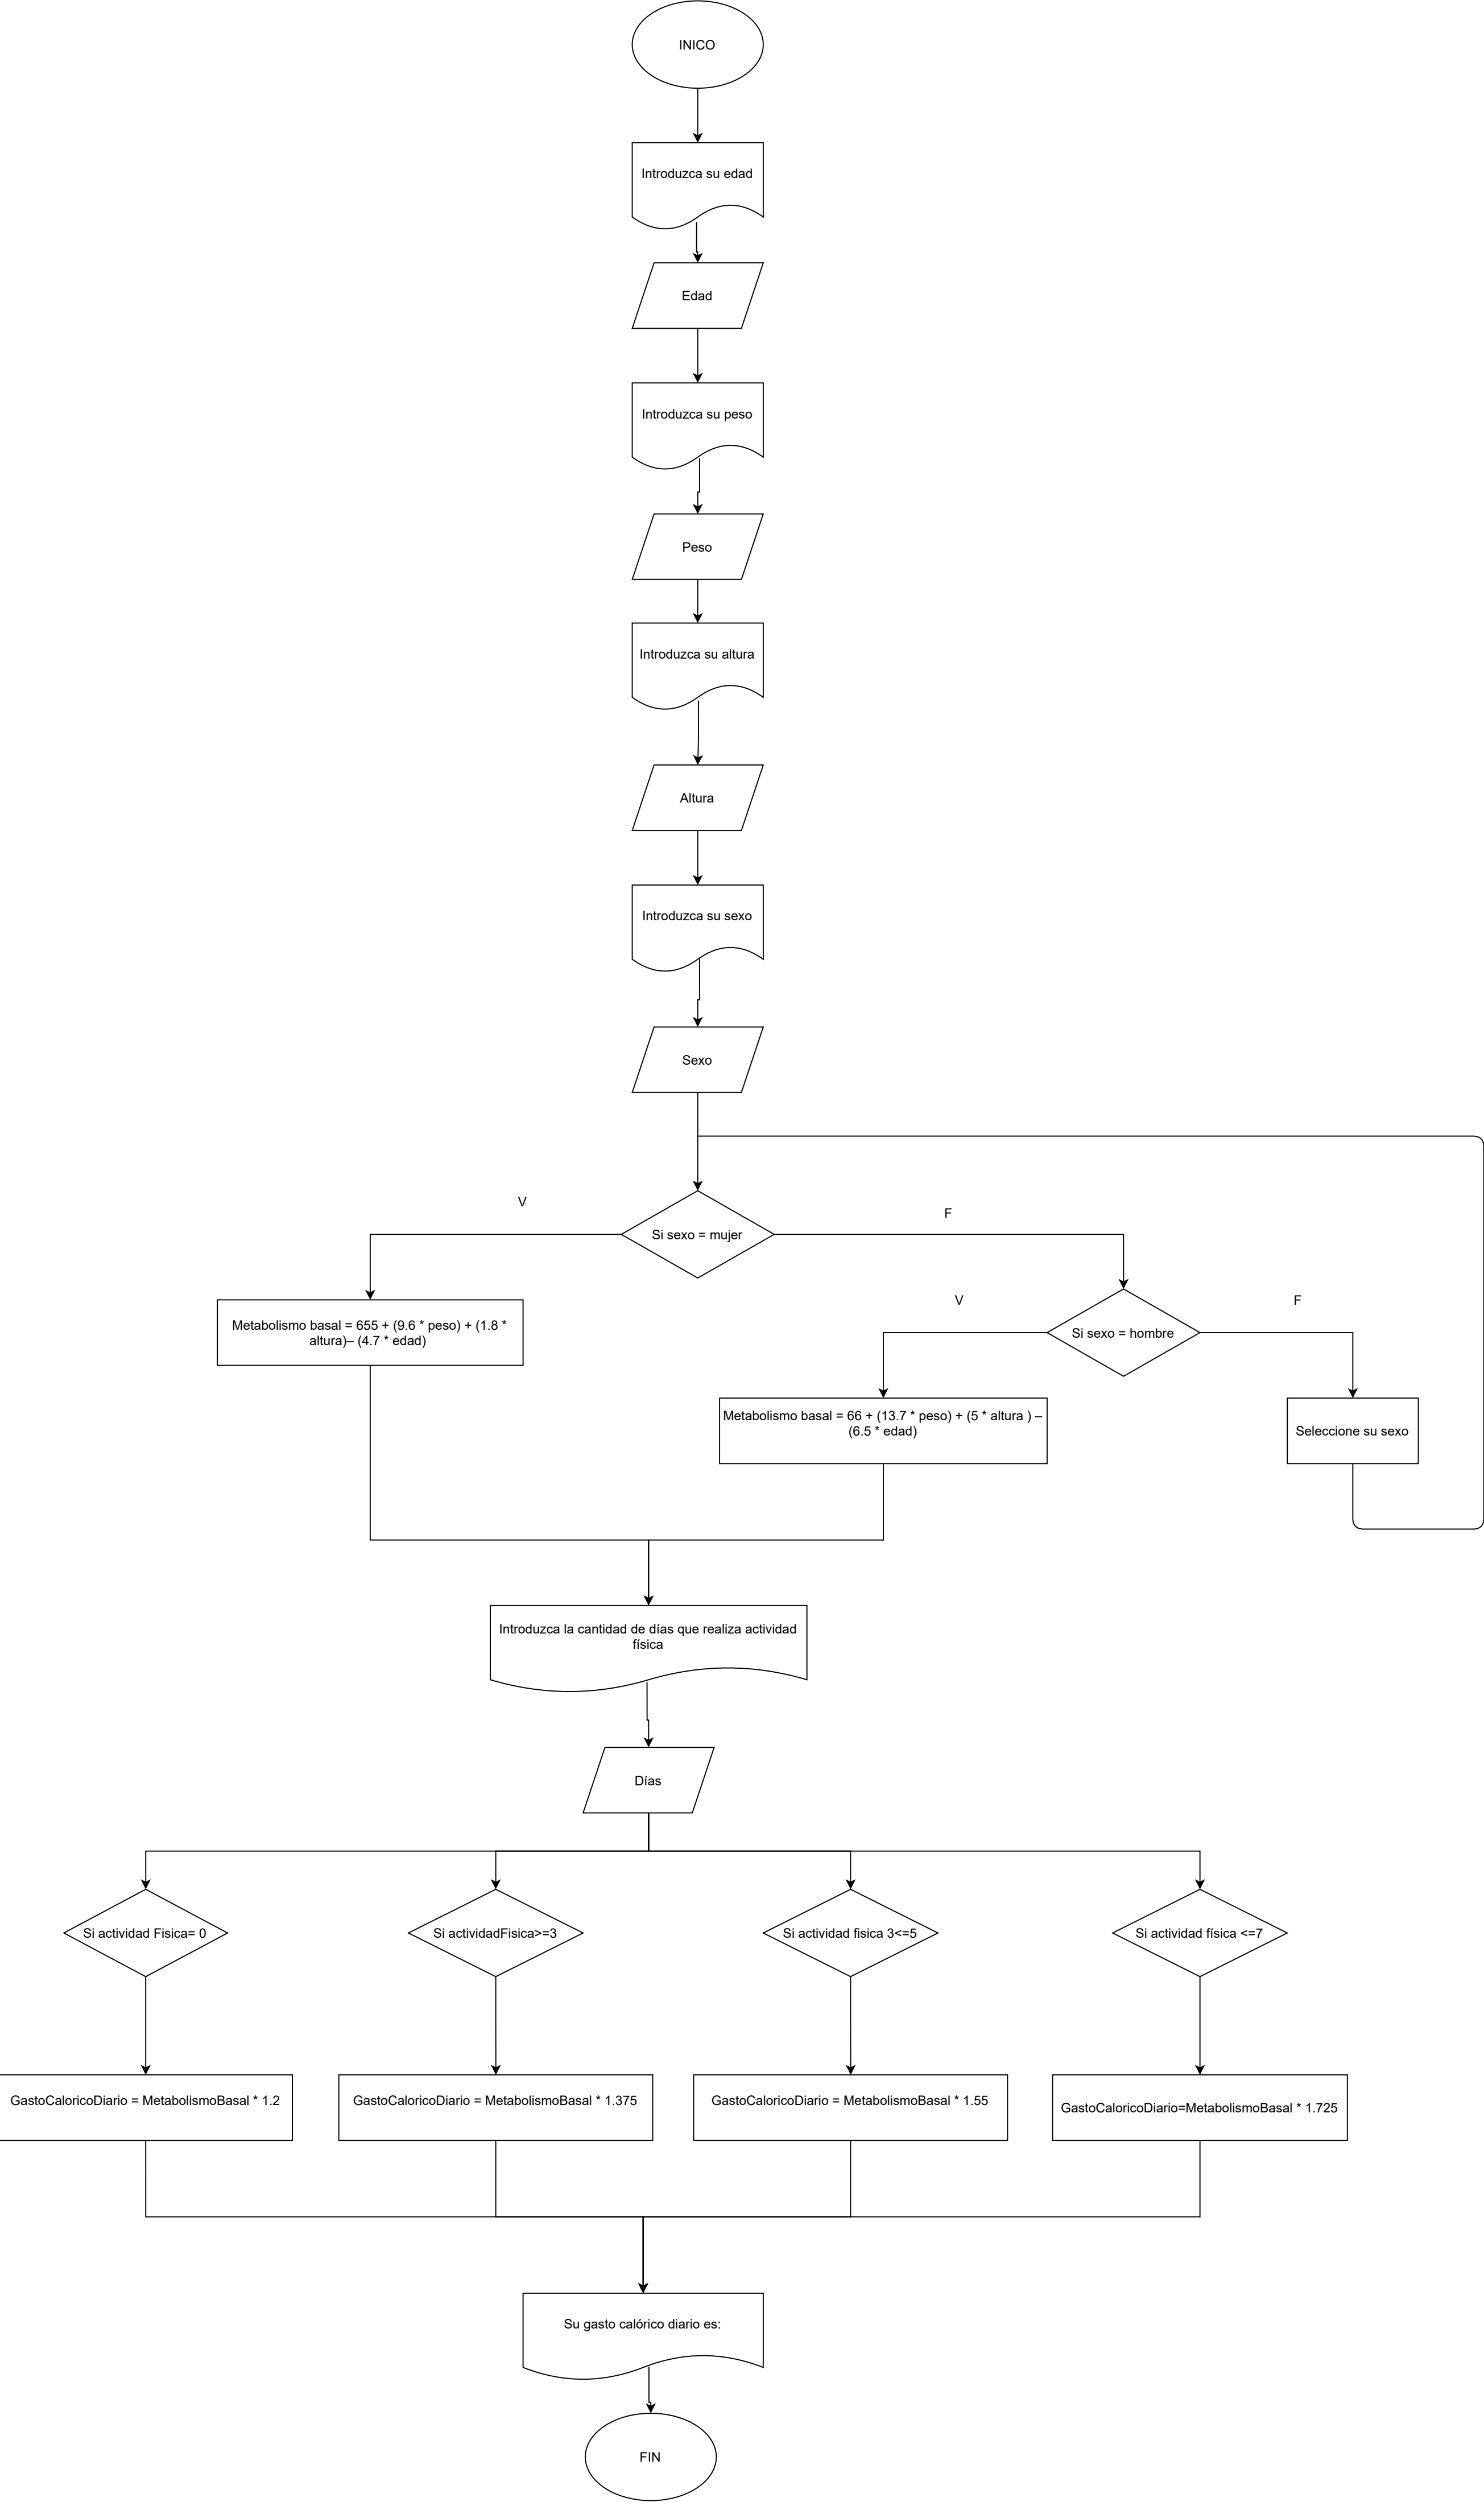 INICO
Introduzca su edad
Edad
Introduzca su peso
Peso
Introduzca su altura
Altura
Introduzca su sexo
Sexo
V
F
Si sexo = mujer
V
F
Metabolismo basal = 655 + (9.6 * peso) + (1.8 *
altura)– (4.7 * edad)
Si sexo = hombre
Metabolismo basal = 66 + (13.7 * peso) + (5 * altura ) –
(6.5 * edad)
Seleccione su sexo
Introduzca la cantidad de días que realiza actividad
física
Días
Si actividad Fisica= 0
Si actividadFisica>=3
Si actividad fisica 3<=5
Si actividad física <=7
GastoCaloricoDiario = MetabolismoBasal * 1.2
GastoCaloricoDiario = MetabolismoBasal * 1.375
GastoCaloricoDiario = MetabolismoBasal * 1.55
GastoCaloricoDiario=MetabolismoBasal * 1.725
Su gasto calórico diario es:
FIN